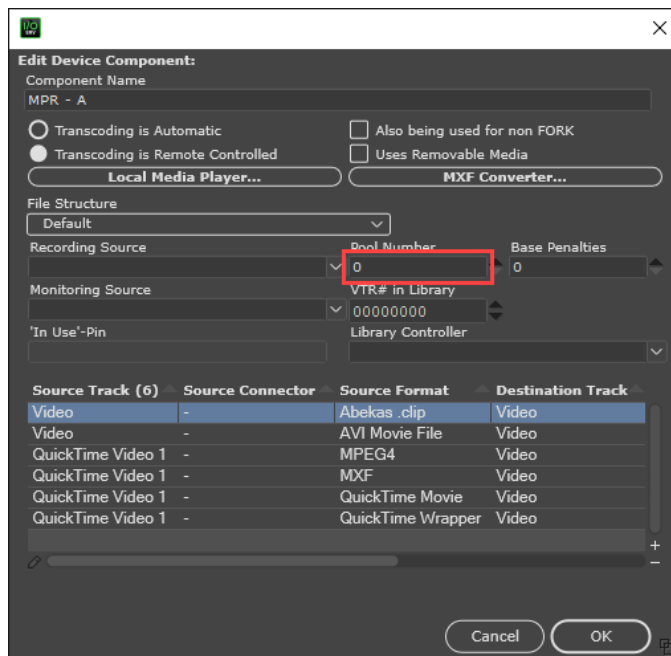 I/O
SRV
Edit Device Component:
Component Name
MPR - A
Transcoding is Automatic
Also being used for non FORK
Transcoding is Remote Controlled
Uses Removable Media
Local Media Player...
MXF Converter...
File Structure
Default
Recording Source
Pool Number
Base Penalties
0
0
Monitoring Source
VTR# in Library
00000000
'In Use'-Pin
Library Controller
Source Track (6) Source Connector Source Format Destination Track
Video - Abekas .clip Video
Video - AVI Movie File Video
QuickTime Video 1 - MPEG4 Video
QuickTime Video 1 - MXF Video
QuickTime Video 1 - QuickTime Movie Video
QuickTime Video 1 - QuickTime Wrapper Video
+
-
Cancel
OK